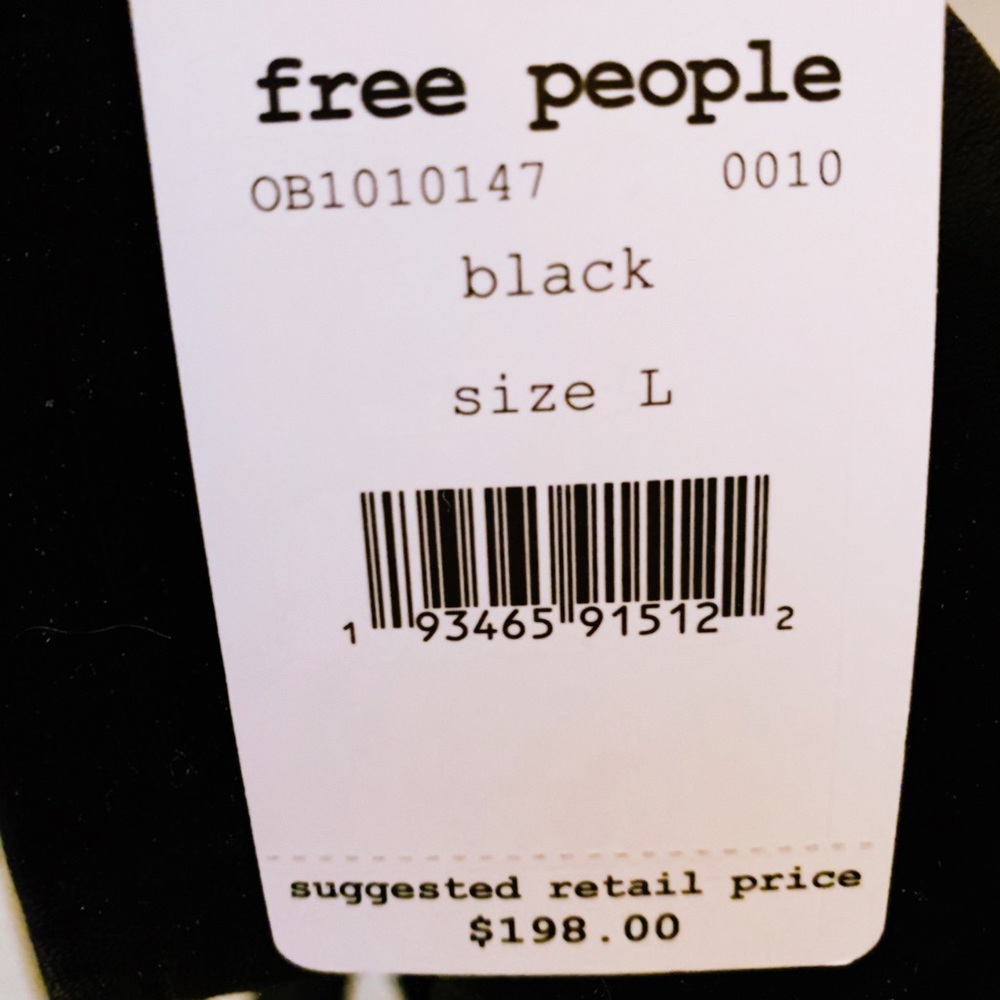 free people
OB1010147 0010
black
size L
1 93465 91512 2
suggested retail price
$198.00